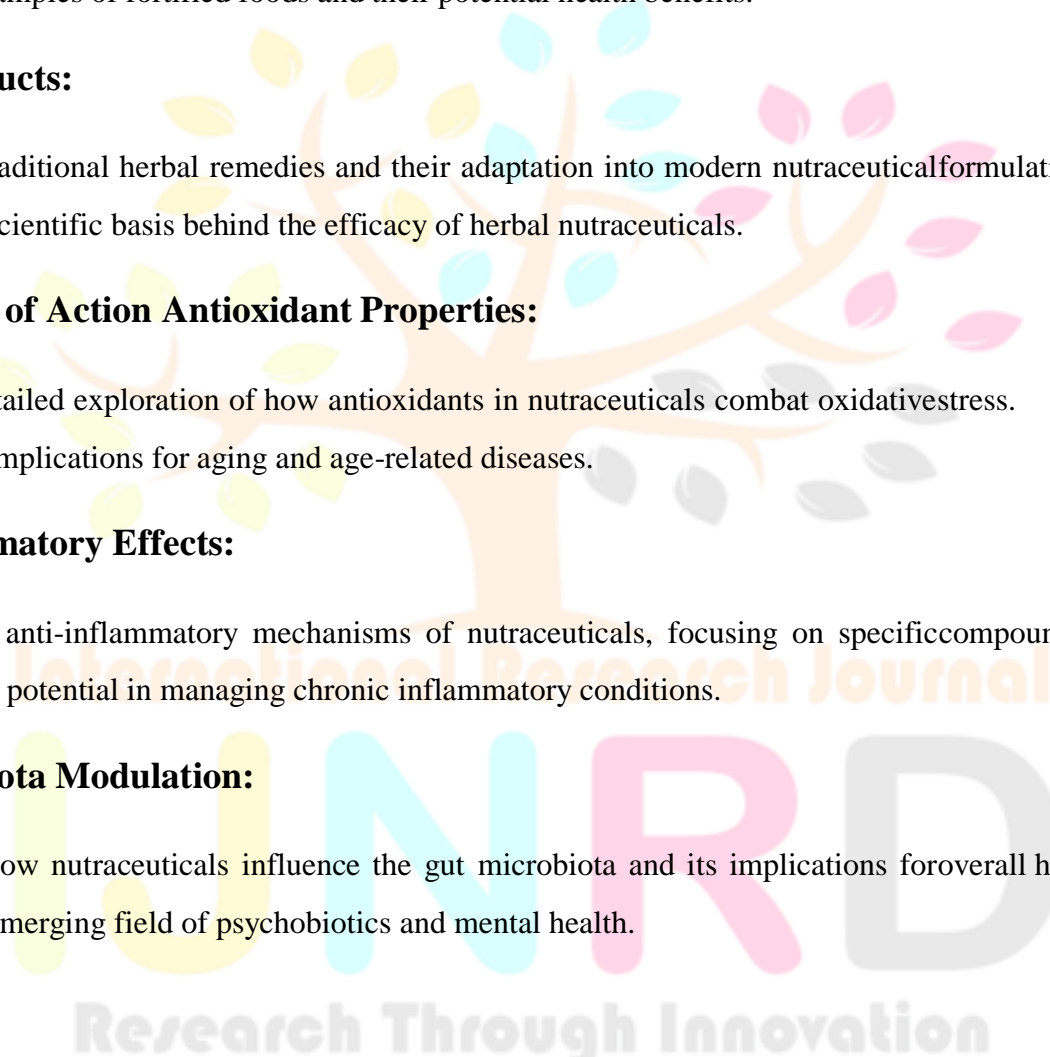 mples of fortified foods and their potential health benefits.
ucts:
aditional herbal remedies and their adaptation into modern nutraceuticalformulati
cientific basis behind the efficacy of herbal nutraceuticals.
of Action Antioxidant Properties:
tailed exploration of how antioxidants in nutraceuticals combat oxidativestress.
mplications for aging and age-related diseases.
matory Effects:
anti-inflammatory mechanisms of nutraceuticals, focusing on specificcompoun
potential in managing chronic inflammatory conditions.
International Research Journal
ota Modulation:
ow nutraceuticals influence the gut microbiota and its implications foroverall h
merging field of psychobiotics and mental health.
IJNRD
Research Through Innovation